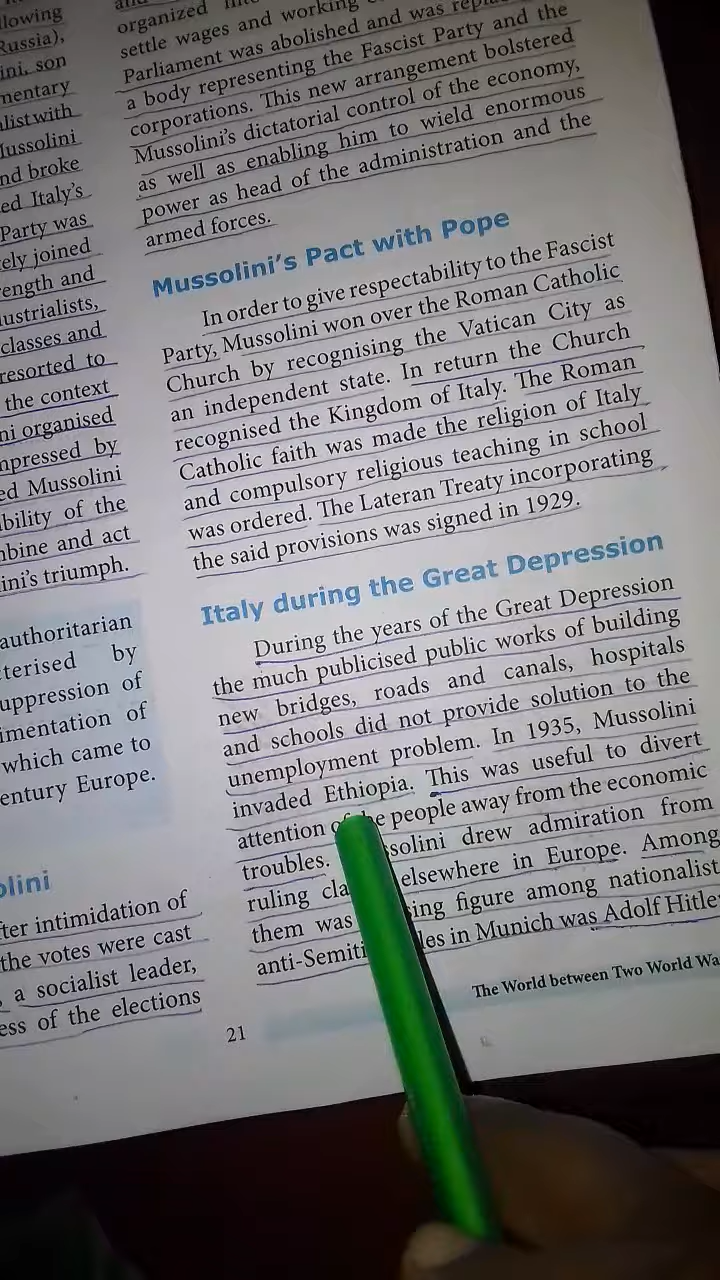 llowing
Russia),
ini, son
mentary
alist with
Mussolini
nd broke
ed Italy's
Party was
ely joined
ength and
lustrialists,
classes and
resorted to
the context
ni organised
mpressed by
ed Mussolini
bility of the
nbine and act
ini's triumph.
authoritarian
terised by
uppression of
imentation of
which came to
entury Europe.
olini
fter intimidation of
the votes were cast
, a socialist leader,
ess of the elections
organized
settle wages and working
Parliament was abolished and was
a body representing the Fascist Party and the
corporations. This new arrangement bolstered
Mussolini's dictatorial control of the economy,
as well as enabling him to wield enormous
power as head of the administration and the
armed forces.
Mussolini's Pact with Pope
In order to give respectability to the Fascist
Party, Mussolini won over the Roman Catholic
Church by recognising the Vatican City as
an independent state. In return the Church
recognised the Kingdom of Italy. The Roman
Catholic faith was made the religion of Italy
and compulsory religious teaching in school
was ordered. The Lateran Treaty incorporating
the said provisions was signed in 1929.
Italy during the Great Depression
During the years of the Great Depression
the much publicised public works of building
new bridges, roads and canals, hospitals
and schools did not provide solution to the
unemployment problem. In 1935, Mussolini
invaded Ethiopia. This was useful to divert
attention people away from the economic
troubles. ssolini drew admiration from
ruling cla elsewhere in Europe. Among
them was ing figure among nationalist
anti-Semiti les in Munich was Adolf Hitle
The World between Two World Wa
21